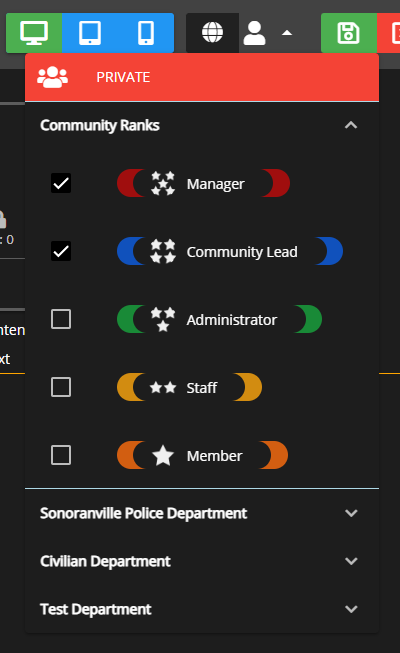 PRIVATE
Community Ranks
Manager
: 0
Community Lead
Administrator
nten
xt
Staff
Member
Sonoranville Police Department
Civilian Department
Test Department